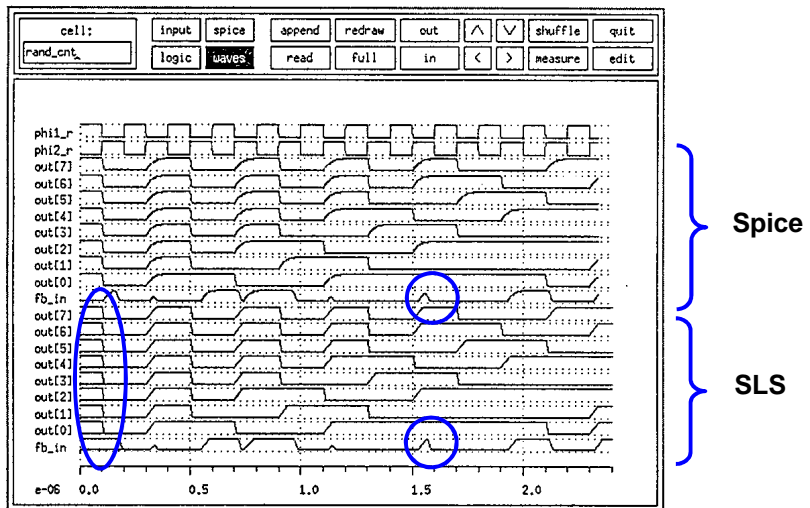 cell: input spice append redraw out ^ v shuffle quit
rand_cnt logic waves read full in < > measure edit
phi1_r
phi2_r
out[7]
out[6]
out[5]
out[4]
out[3]
out[2]
out[1]
out[0]
fb_in
out[7]
out[6]
out[5]
out[4]
out[3]
out[2]
out[1]
out[0]
fb_in
e-06 0.0 0.5 1.0 1.5 2.0
Spice
SLS